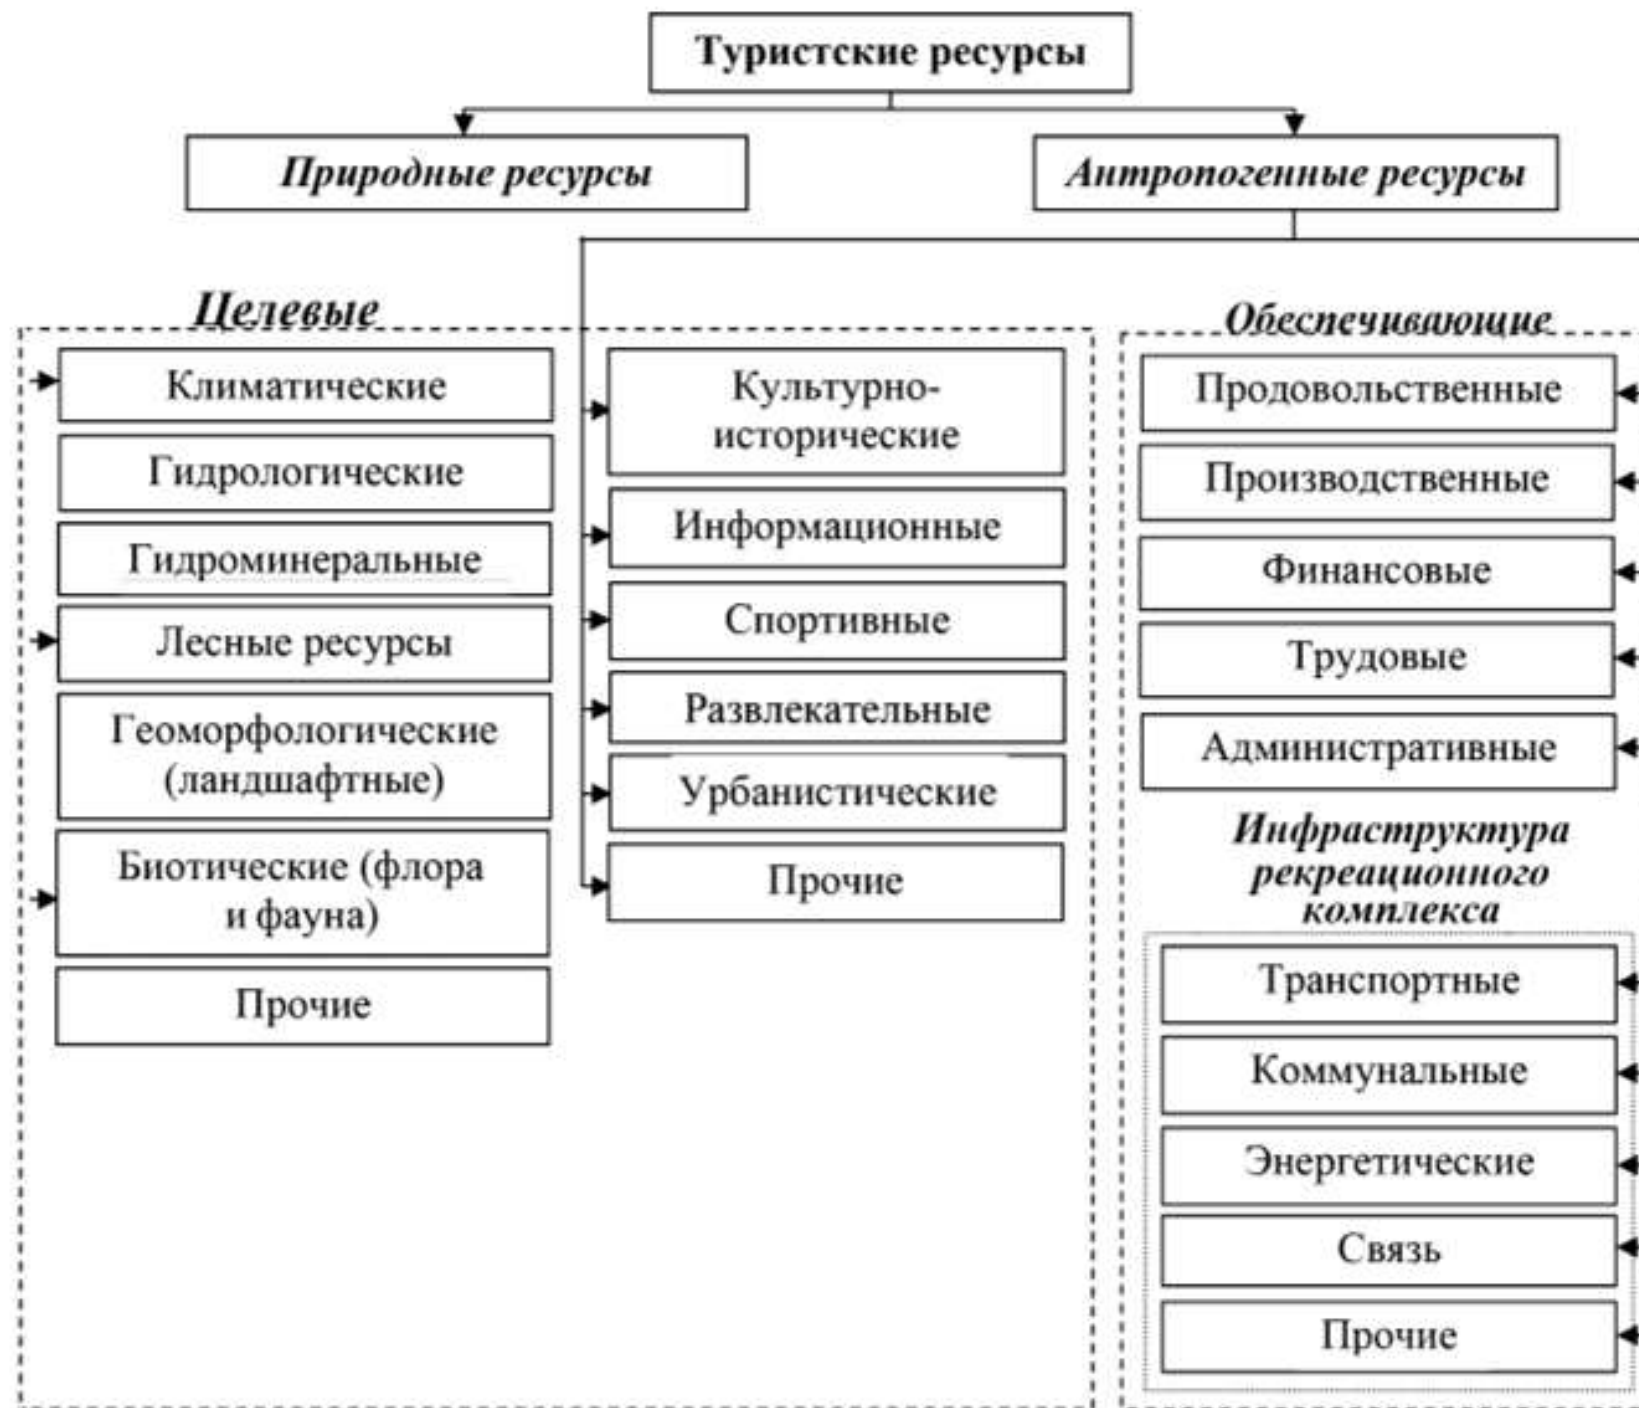 Туристские ресурсы
Природные ресурсы
Антропогенные ресурсы
Целевые
Климатические
Гидрологические
Гидроминеральные
Лесные ресурсы
Геоморфологические
(ландшафтные)
Биотические (флора
и фауна)
Прочие
Культурно-
исторические
Информационные
Спортивные
Развлекательные
Урбанистические
Прочие
Обеспечивающие
Продовольственные
Производственные
Финансовые
Трудовые
Административные
Инфраструктура
рекреационного
комплекса
Транспортные
Коммунальные
Энергетические
Связь
Прочие